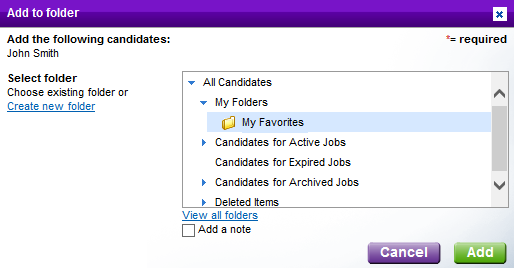 Add to folder
Add the following candidates:
*= required
John Smith
Select folder
Choose existing folder or
Create new folder
All Candidates
My Folders
My Favorites
Candidates for Active Jobs
Candidates for Expired Jobs
Candidates for Archived Jobs
Deleted Items
View all folders
Add a note
Cancel
Add